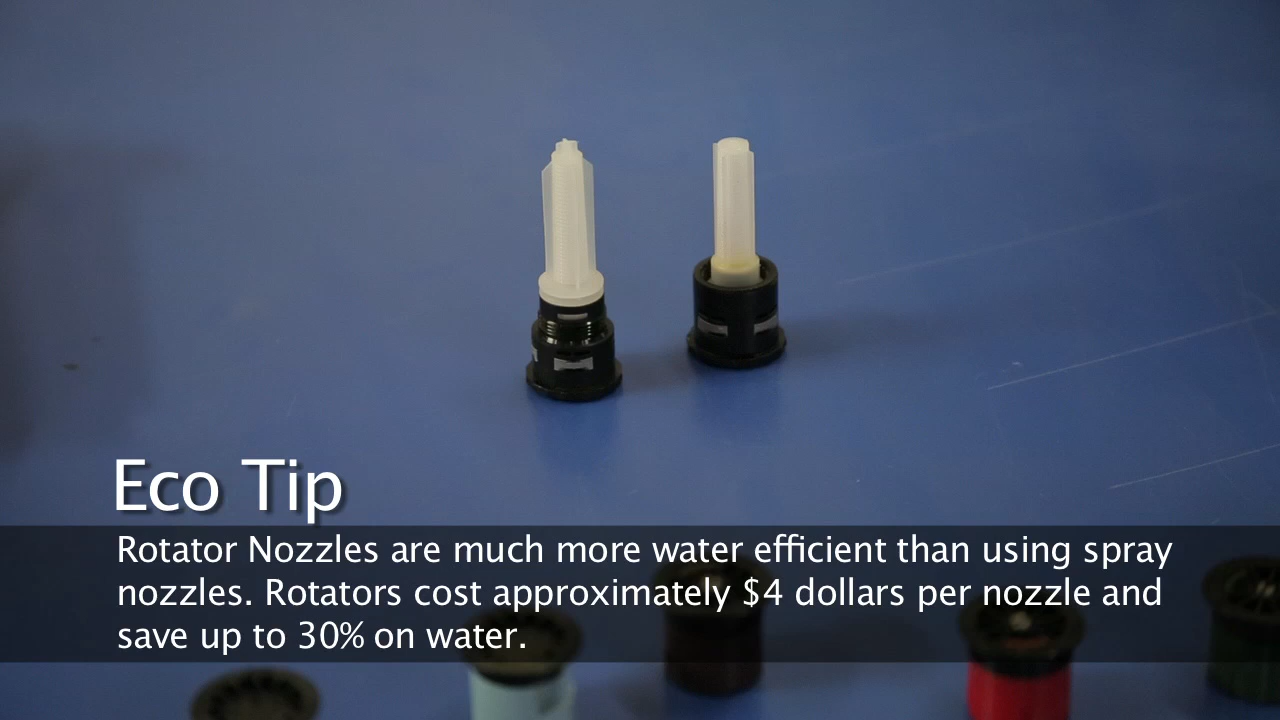 Eco Tip
Rotator Nozzles are much more water efficient than using spray
nozzles. Rotators cost approximately $4 dollars per nozzle and
save up to 30% on water.